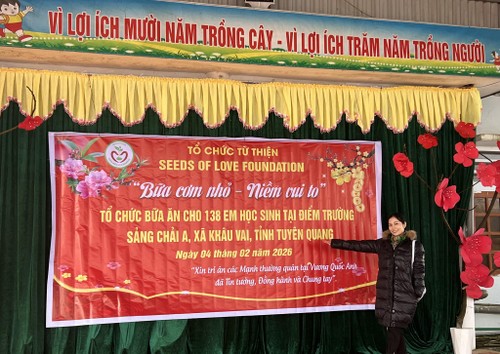 VÌ LỢI ÍCH MƯỜI NĂM TRỒNG CÂY - VÌ LỢI ÍCH TRĂM NĂM TRỒNG NGƯỜI
TỔ CHỨC TỪ THIỆN
SEEDS OF LOVE FOUNDATION
"Bữa cơm nhỏ - Niềm vui to"
TỔ CHỨC BỮA ĂN CHO 138 EM HỌC SINH TẠI ĐIỂM TRƯỜNG
SẢNG CHẢI A, XÃ KHÂU VAI, TỈNH TUYÊN QUANG
Ngày 04 tháng 02 năm 2026
"Xin tri ân các Mạnh thường quân tại Vương Quốc Anh
đã Tin tưởng, Đồng hành và Chung tay"